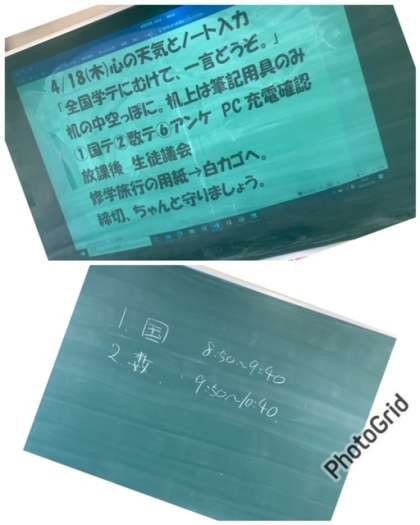 4/18(木)心の天気とノート入力
「全国学テにむけて、一言どうぞ。」
机の中空っぽに。机上は筆記用具のみ
①国テ②数テ⑥アンケ PC充電確認
放課後 生徒議会
修学旅行の用紙→白カゴへ。
締切、ちゃんと守りましょう。
1. 国 8:50~9:40
2. 数 9:50~10:40.
PhotoGrid